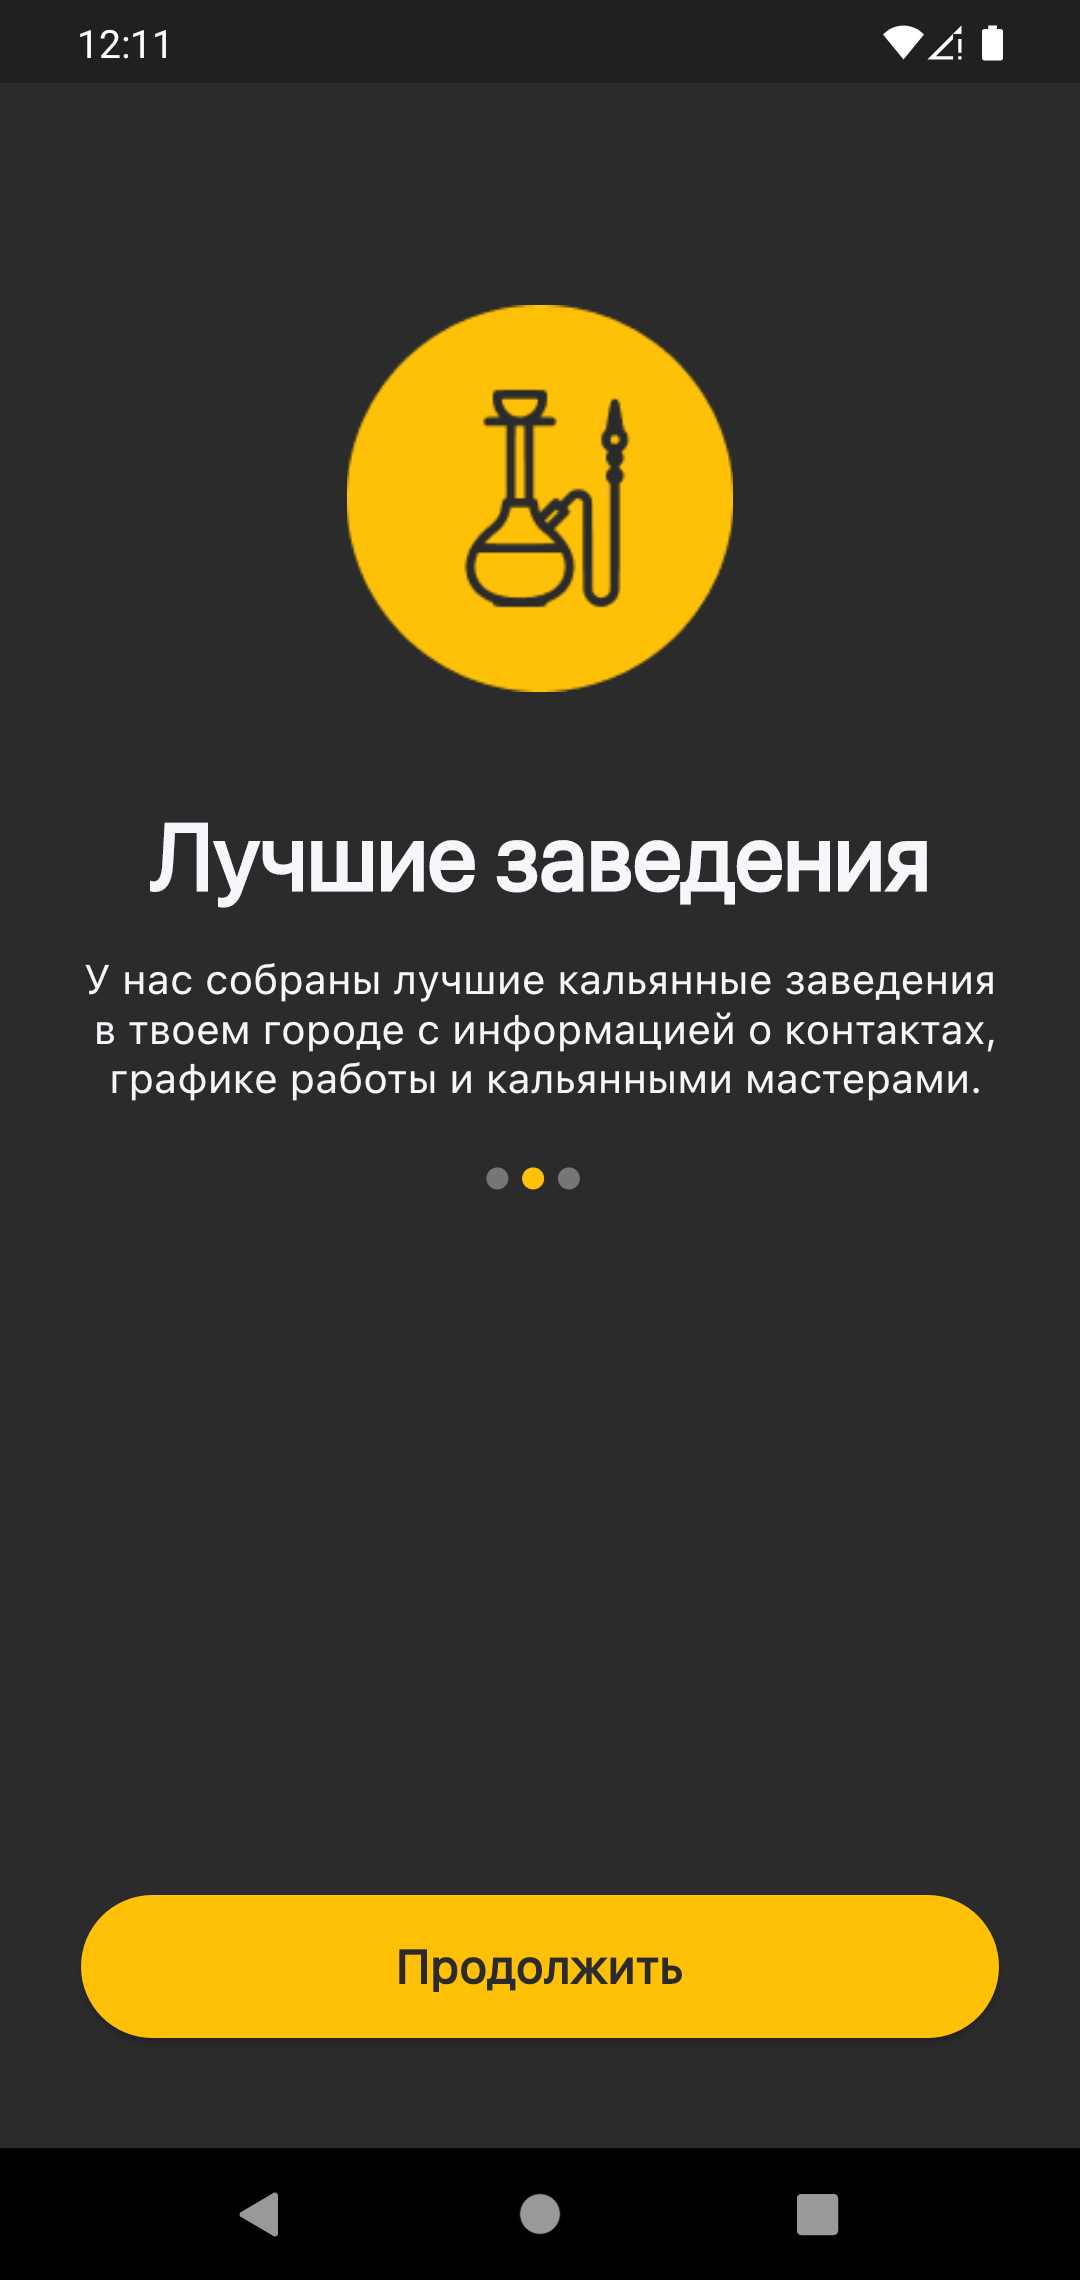 12:11
Лучшие заведения
У нас собраны лучшие кальянные заведения
в твоем городе с информацией о контактах,
графике работы и кальянными мастерами.
Продолжить